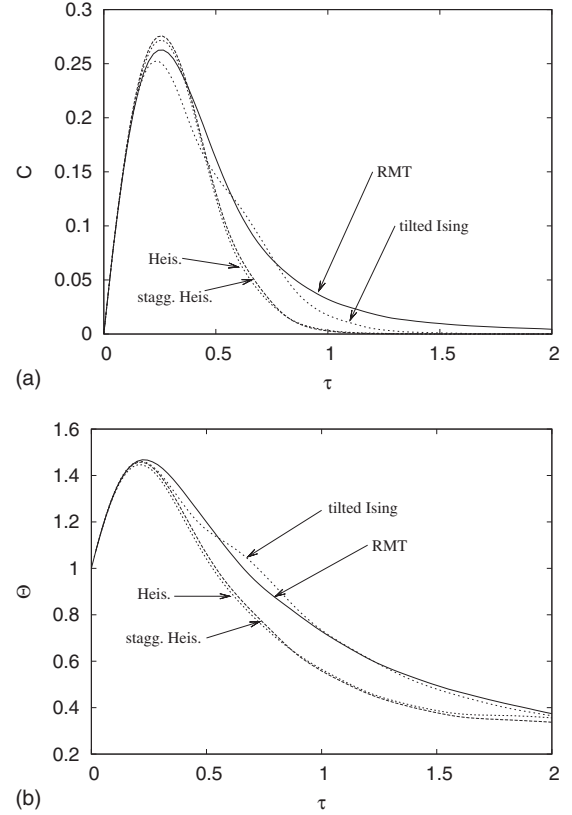 0.3
0.25
0.2
0.15
0.1
0.05
0
C
RMT
tilted Ising
Heis.
stagg. Heis.
0 0.5 1 1.5 2
(a) τ
1.6
1.4
1.2
1
0.8
0.6
0.4
0.2
Θ
tilted Ising
RMT
Heis.
stagg. Heis.
0 0.5 1 1.5 2
(b) τ